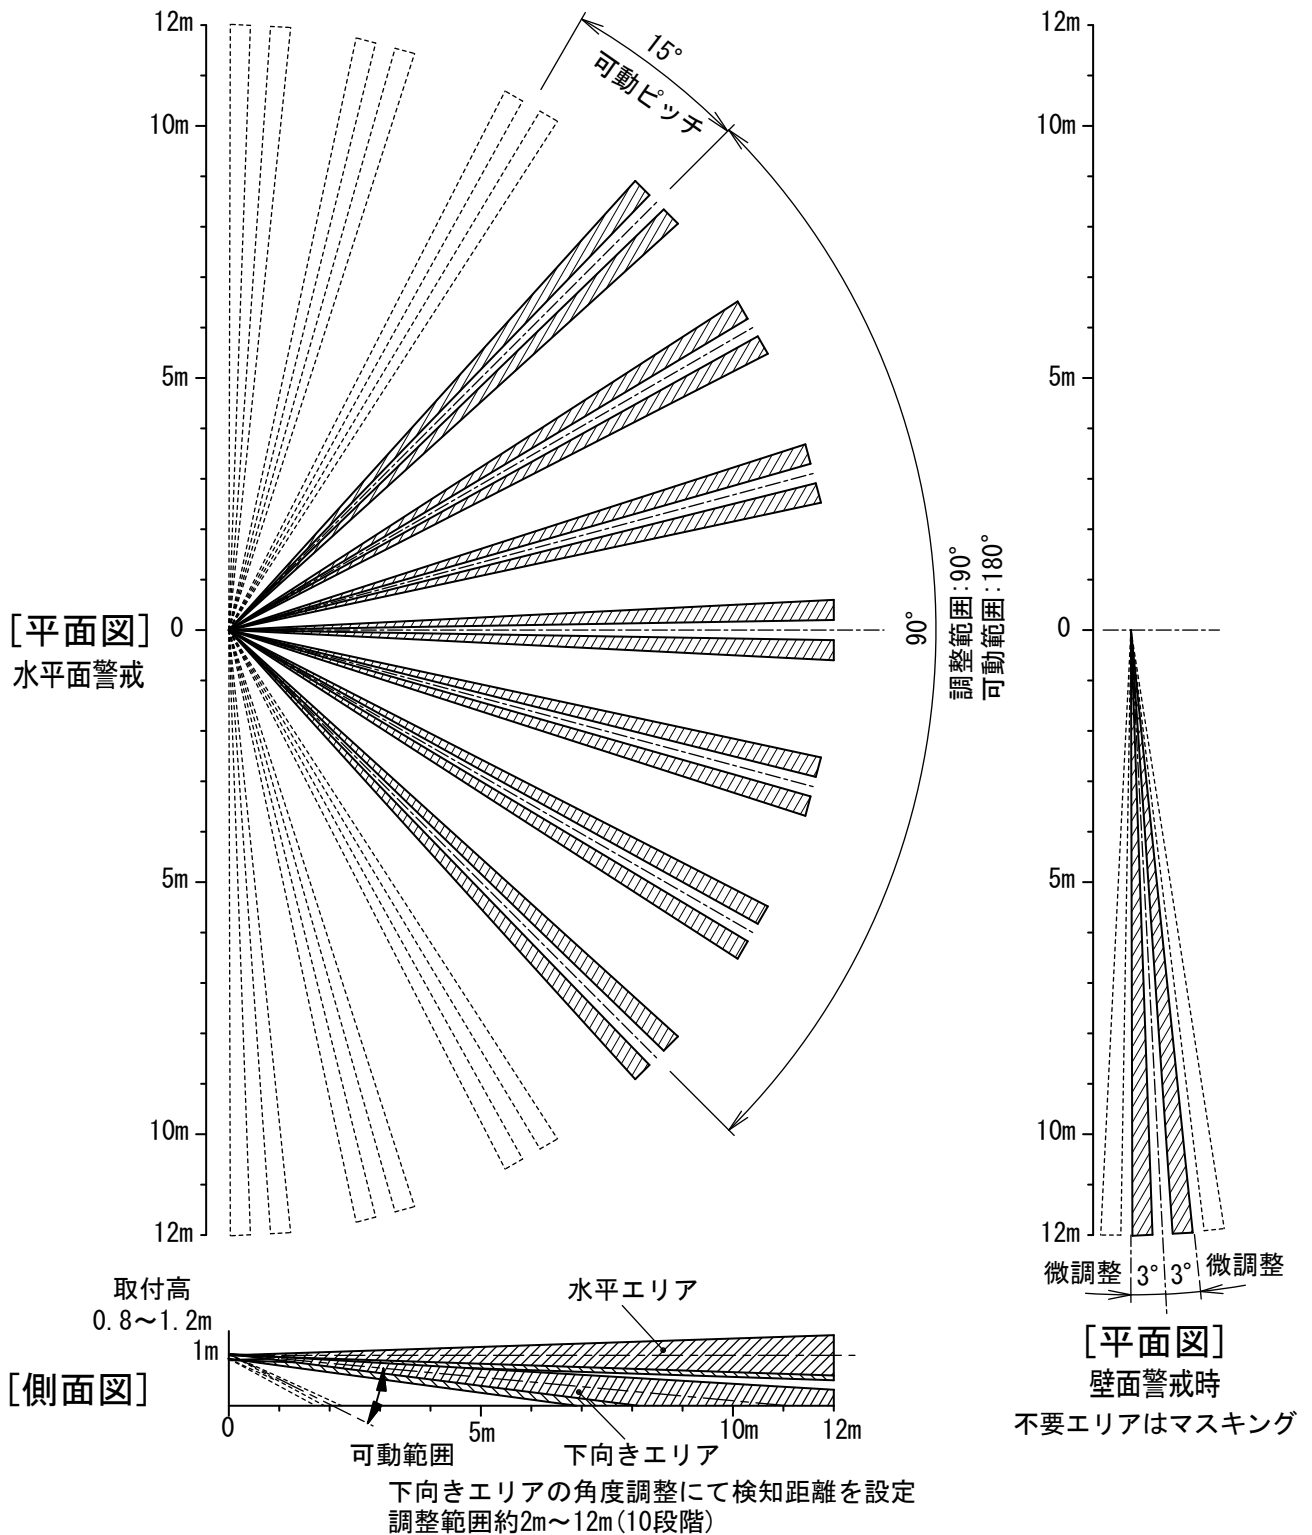 12m
10m
5m
0
5m
10m
12m
[平面図]
水平面警戒
15°
可動ピッチ
90°
調整範囲:90°
可動範囲:180°
12m
10m
5m
0
5m
10m
12m
微調整
3°
3°
微調整
[平面図]
壁面警戒時
不要エリアはマスキング
取付高
0.8～1.2m
1m
[側面図]
水平エリア
0
5m
10m
12m
可動範囲
下向きエリア
下向きエリアの角度調整にて検知距離を設定
調整範囲約2m～12m(10段階)